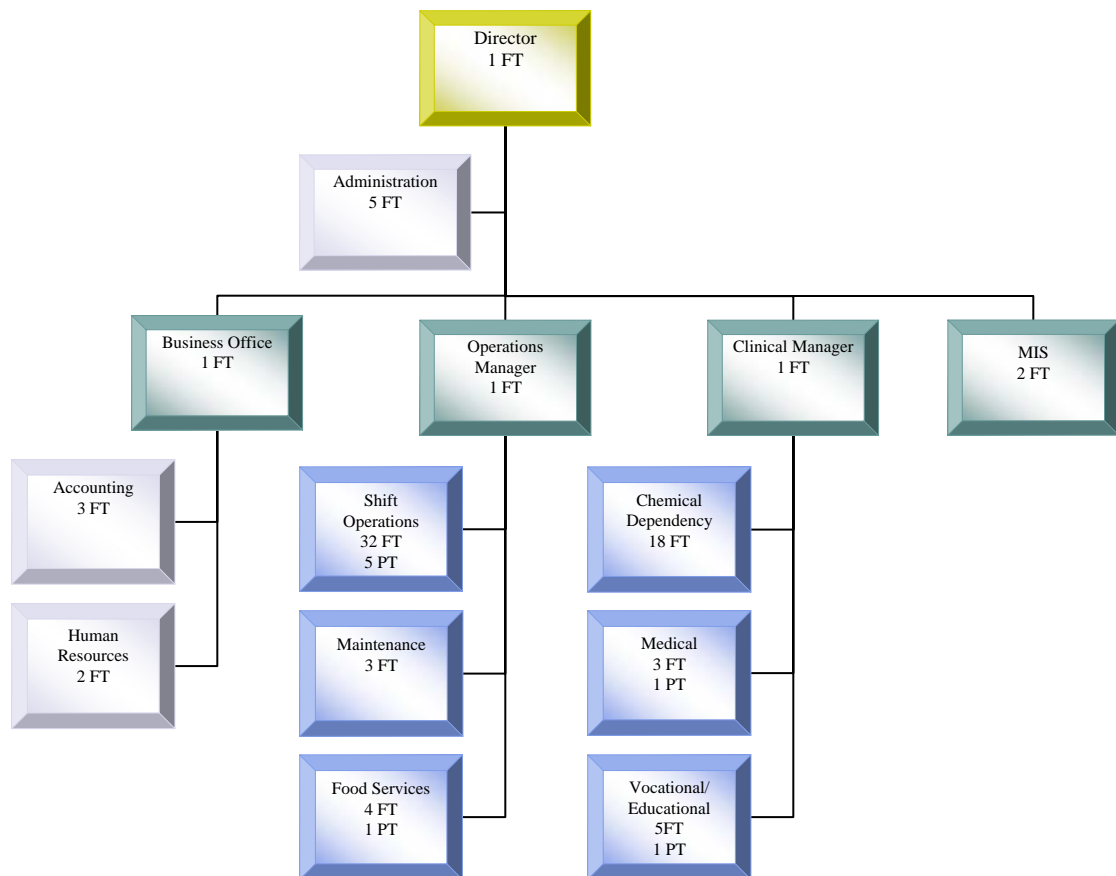 Director
1 FT
Administration
5 FT
Business Office
1 FT
Operations
Manager
1 FT
Clinical Manager
1 FT
MIS
2 FT
Accounting
3 FT
Shift
Operations
32 FT
5 PT
Chemical
Dependency
18 FT
Human
Resources
2 FT
Maintenance
3 FT
Medical
3 FT
1 PT
Food Services
4 FT
1 PT
Vocational/
Educational
5FT
1 PT